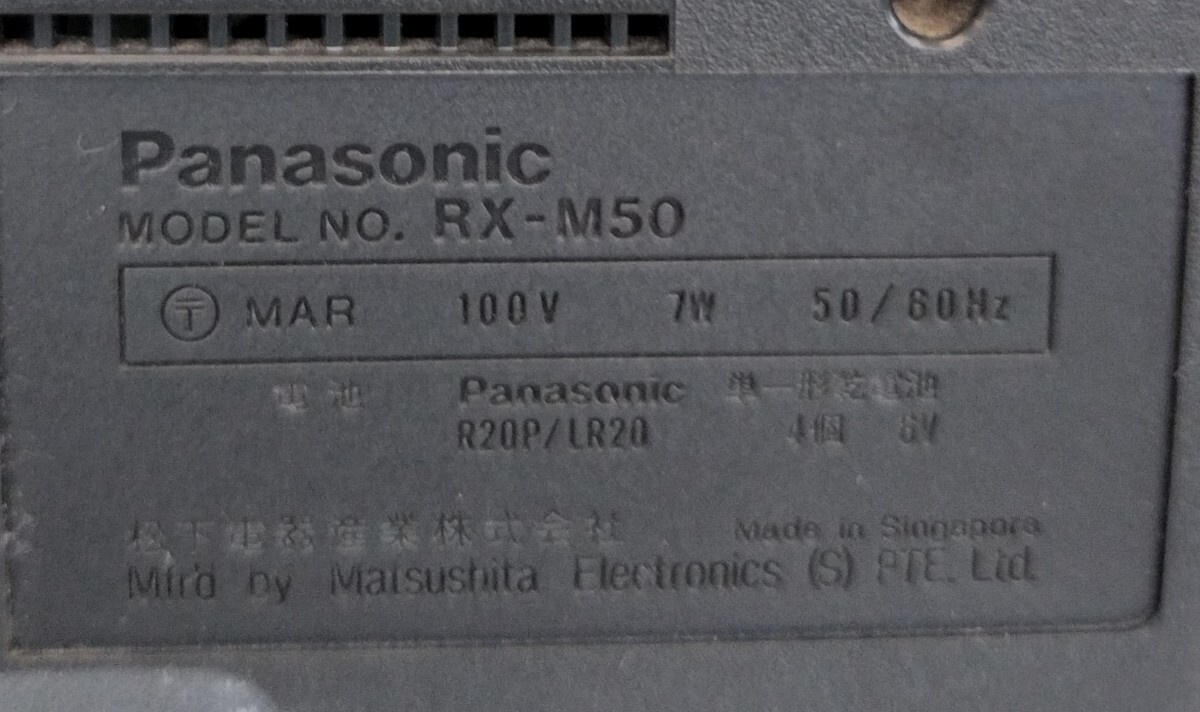 Panasonic
MODEL NO. RX-M50
〒 MAR 100V 7W 50/60Hz
電池 Panasonic 単一形乾電池
R20P/LR20 4個 6V
松下電器産業株式会社 Made in Singapore
Mfr'd by Matsushita Electronics (S) PTE. Ltd.